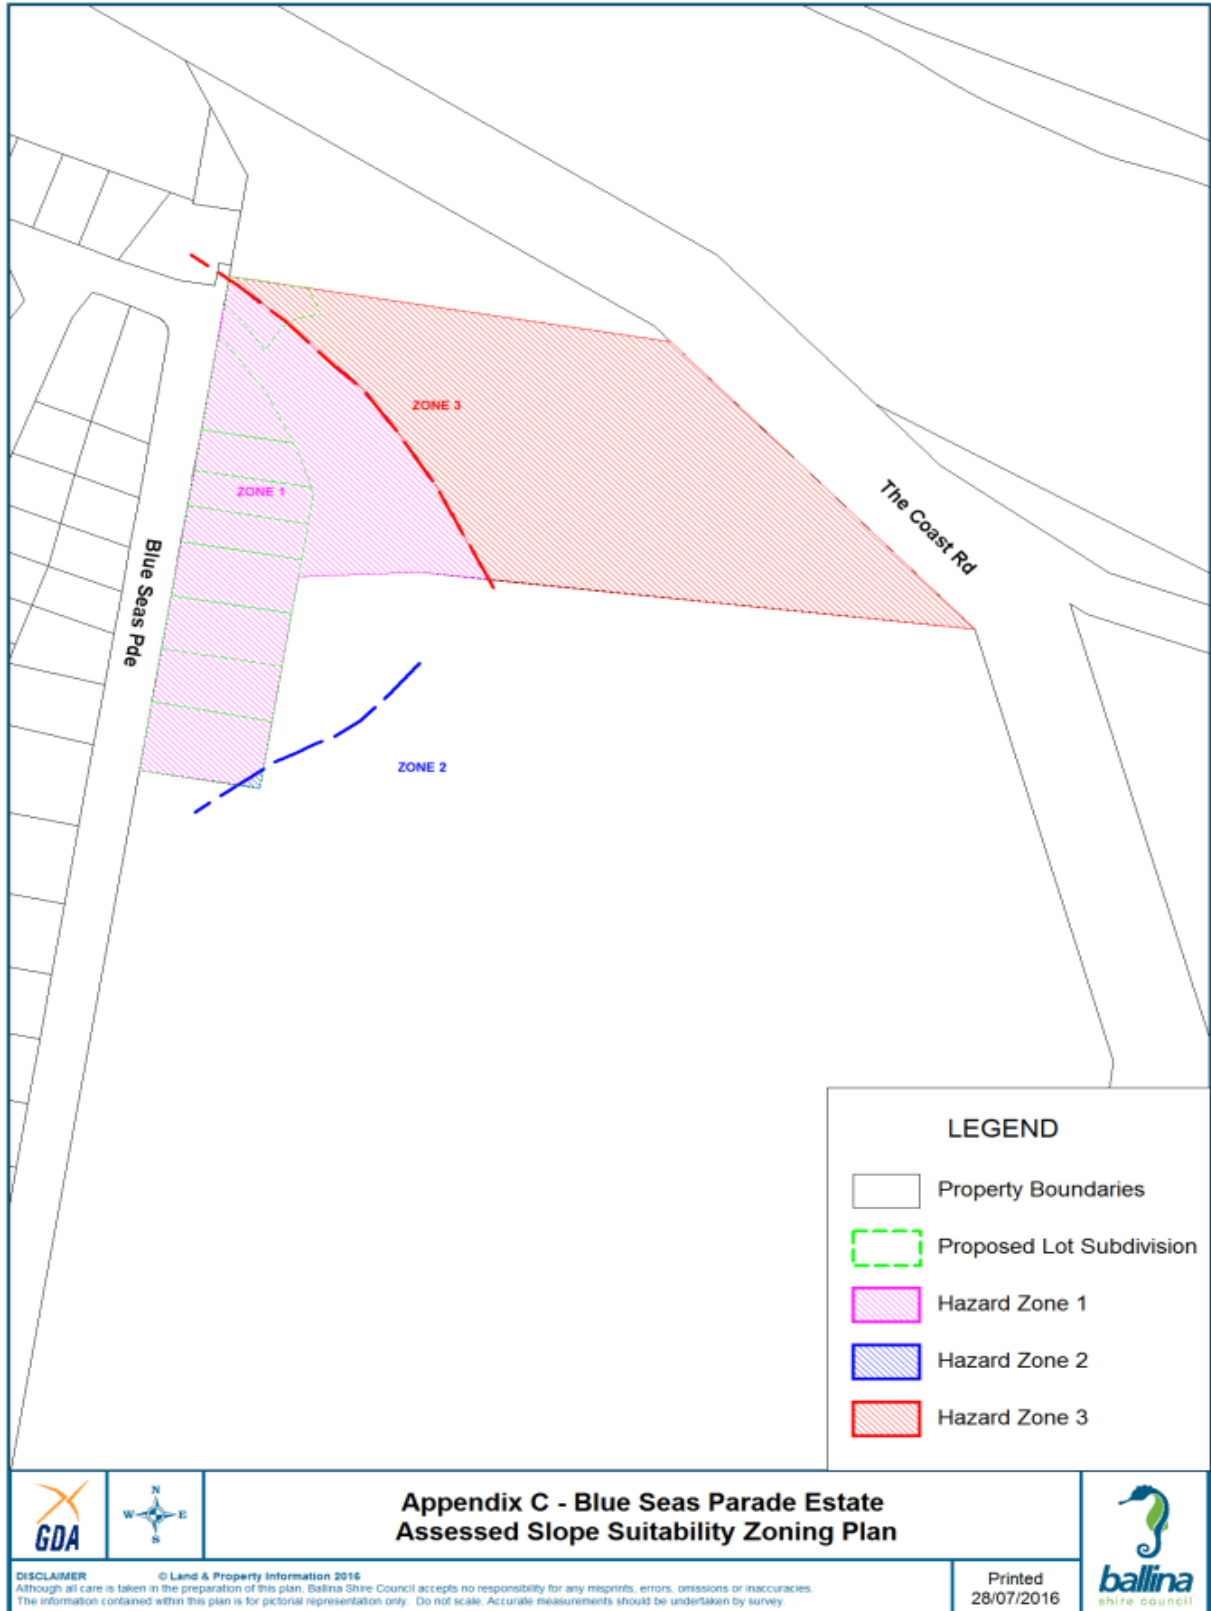 ZONE 3
ZONE 1
The Coast Rd
Blue Seas Pde
ZONE 2
LEGEND
Property Boundaries
Proposed Lot Subdivision
Hazard Zone 1
Hazard Zone 2
Hazard Zone 3
GDA
N
W E
S
Appendix C - Blue Seas Parade Estate
Assessed Slope Suitability Zoning Plan
ballina
shire council
DISCLAIMER © Land & Property Information 2016
Although all care is taken in the preparation of this plan, Ballina Shire Council accepts no responsibility for any misprints, errors, omissions or inaccuracies.
The information contained within this plan is for pictorial representation only. Do not scale. Accurate measurements should be undertaken by survey.
Printed
28/07/2016